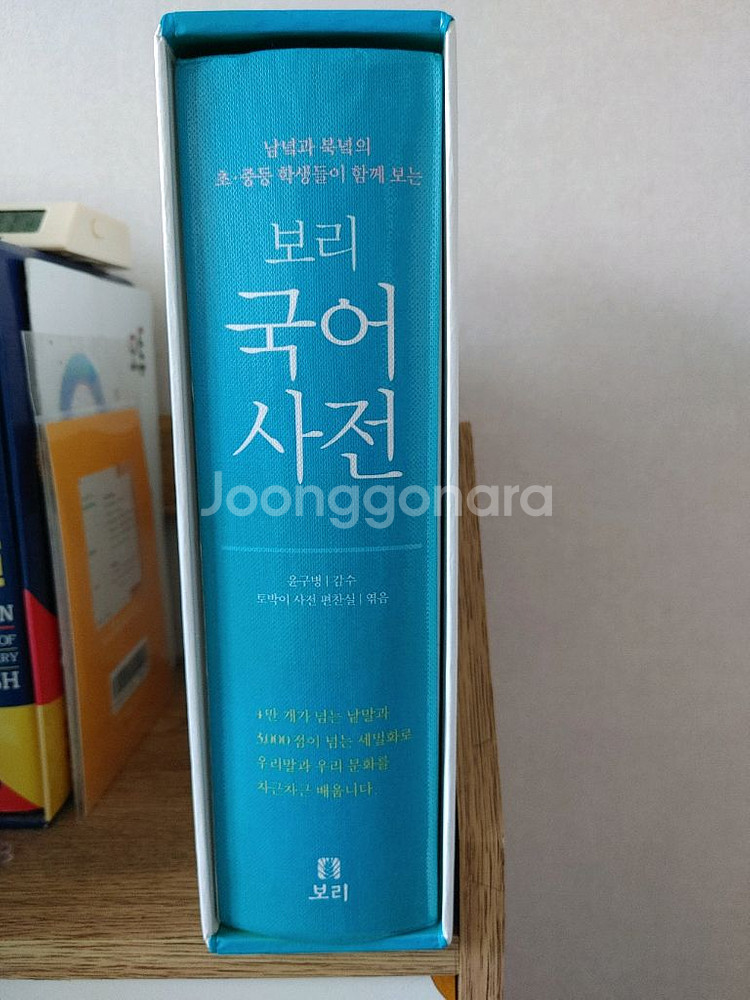 남녘과 북녘의
초·중등 학생들이 함께 보는
보리
국어
사전
Joonggonara
윤구병 | 감수
토박이 사전 편찬실 | 엮음
4만 개가 넘는 낱말과
3,000 점이 넘는 세밀화로
우리말과 우리 문화를
차근차근 배웁니다.
보리
N
OF
RY
SH